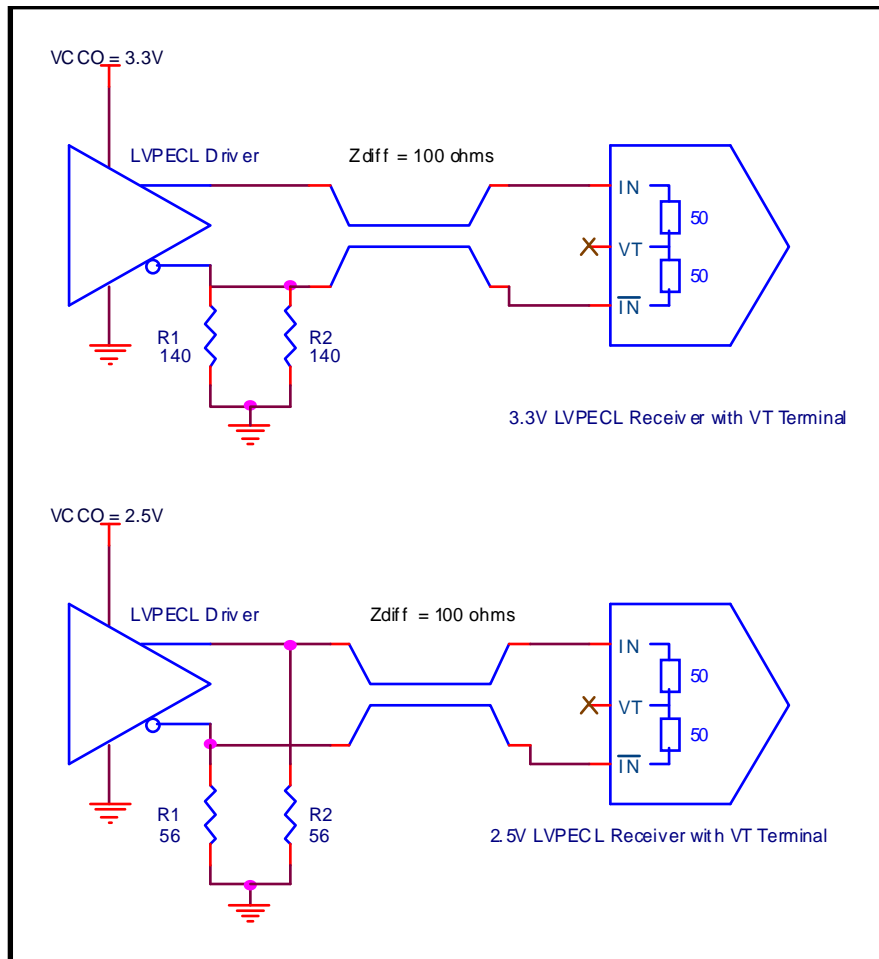 VCCO = 3.3V
LVPECL Driver
Zdiff = 100 ohms
IN
50
VT
50
IN
R1
140
R2
140
3.3V LVPECL Receiver with VT Terminal
VCCO = 2.5V
LVPECL Driver
Zdiff = 100 ohms
IN
50
VT
50
IN
R1
56
R2
56
2.5V LVPECL Receiver with VT Terminal